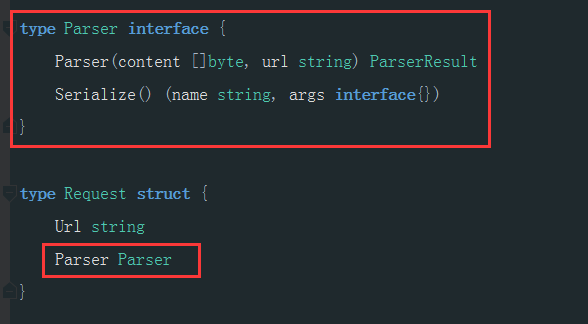 type Parser interface {
Parser(content []byte, url string) ParserResult
Serialize() (name string, args interface{})
}
type Request struct {
Url string
Parser Parser
}